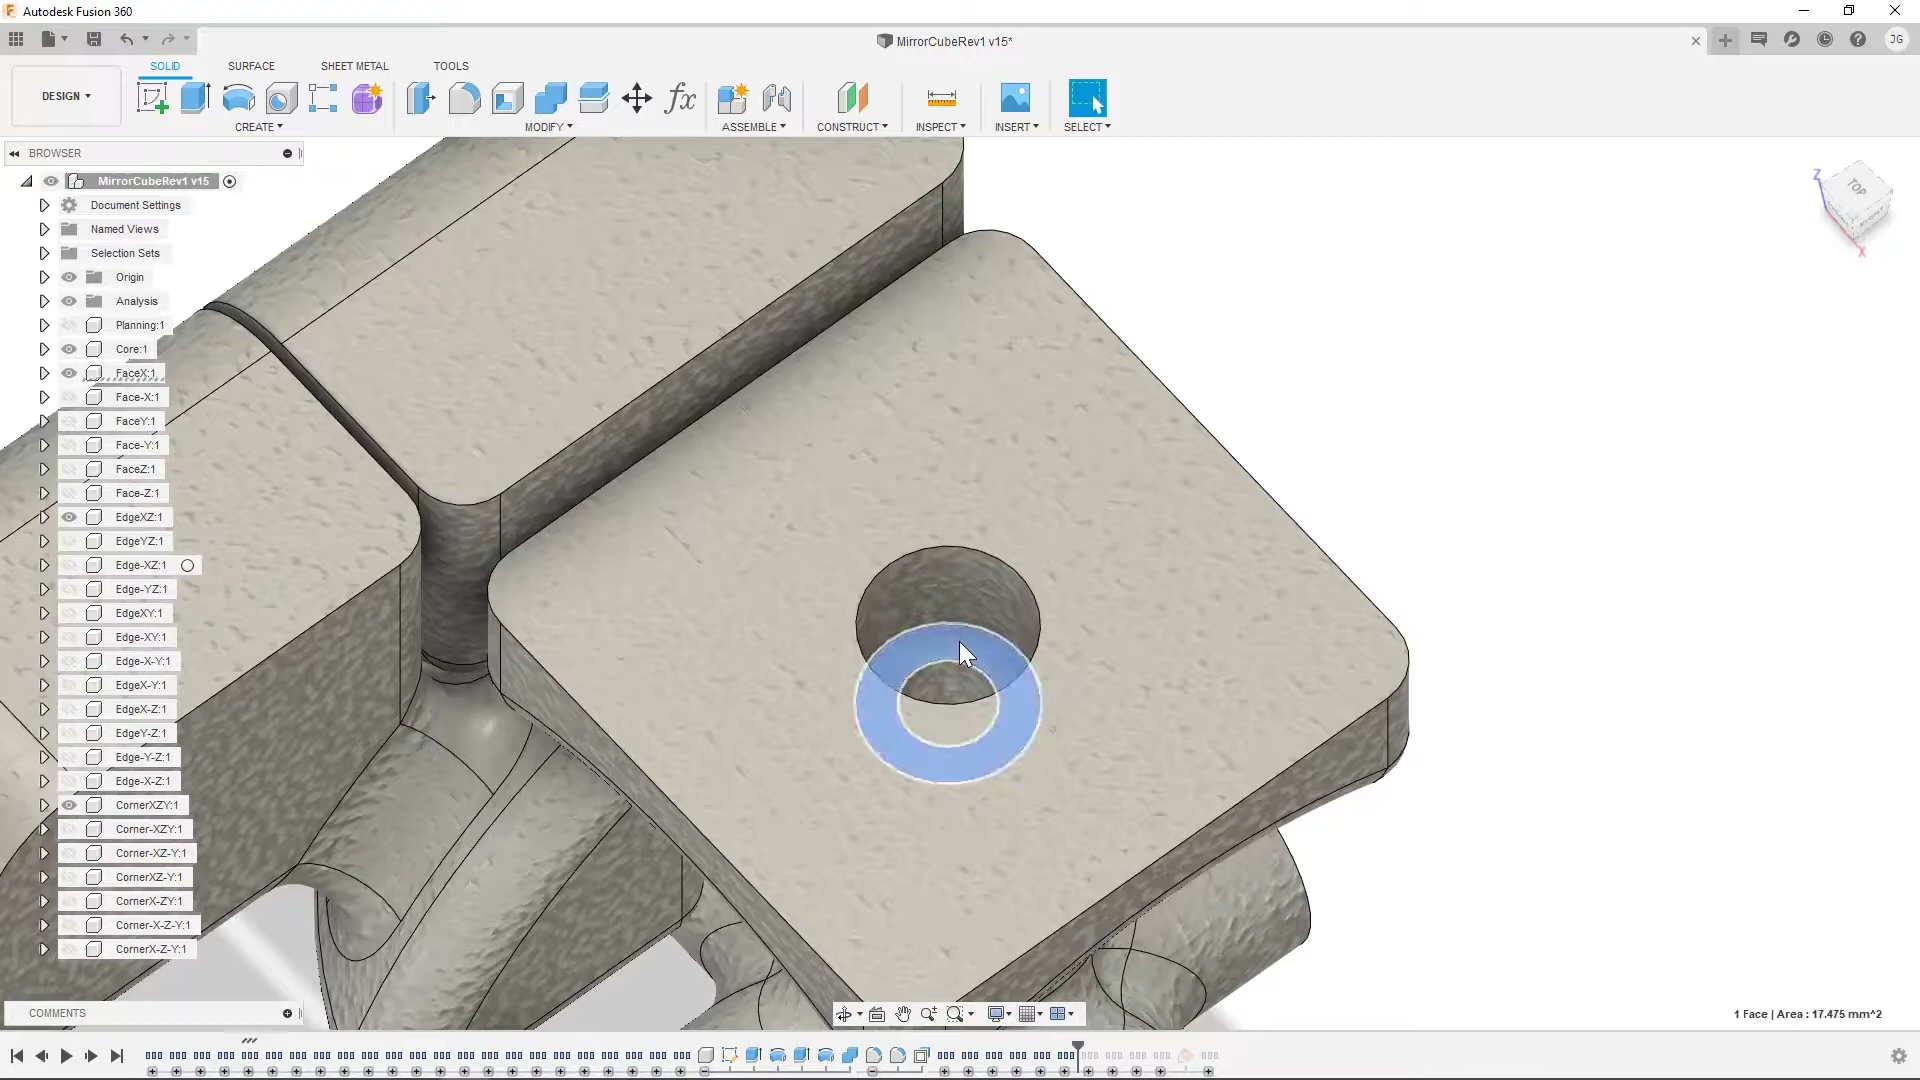 Autodesk Fusion 360
MirrorCubeRev1 v15*
JG
DESIGN
SOLID
SURFACE
SHEET METAL
TOOLS
CREATE
MODIFY
ASSEMBLE
CONSTRUCT
INSPECT
INSERT
SELECT
BROWSER
MirrorCubeRev1 v15
Document Settings
Named Views
Selection Sets
Origin
Analysis
Planning:1
Core:1
FaceX:1
Face-X:1
FaceY:1
Face-Y:1
FaceZ:1
Face-Z:1
EdgeXZ:1
EdgeYZ:1
Edge-XZ:1
Edge-YZ:1
EdgeXY:1
Edge-XY:1
Edge-X-Y:1
EdgeX-Y:1
EdgeX-Z:1
EdgeY-Z:1
Edge-Y-Z:1
Edge-X-Z:1
CornerXZY:1
Corner-XZY:1
Corner-XZ-Y:1
CornerXZ-Y:1
CornerX-ZY:1
Corner-X-Z-Y:1
CornerX-Z-Y:1
Z
TOP
X
COMMENTS
1 Face | Area : 17.475 mm^2